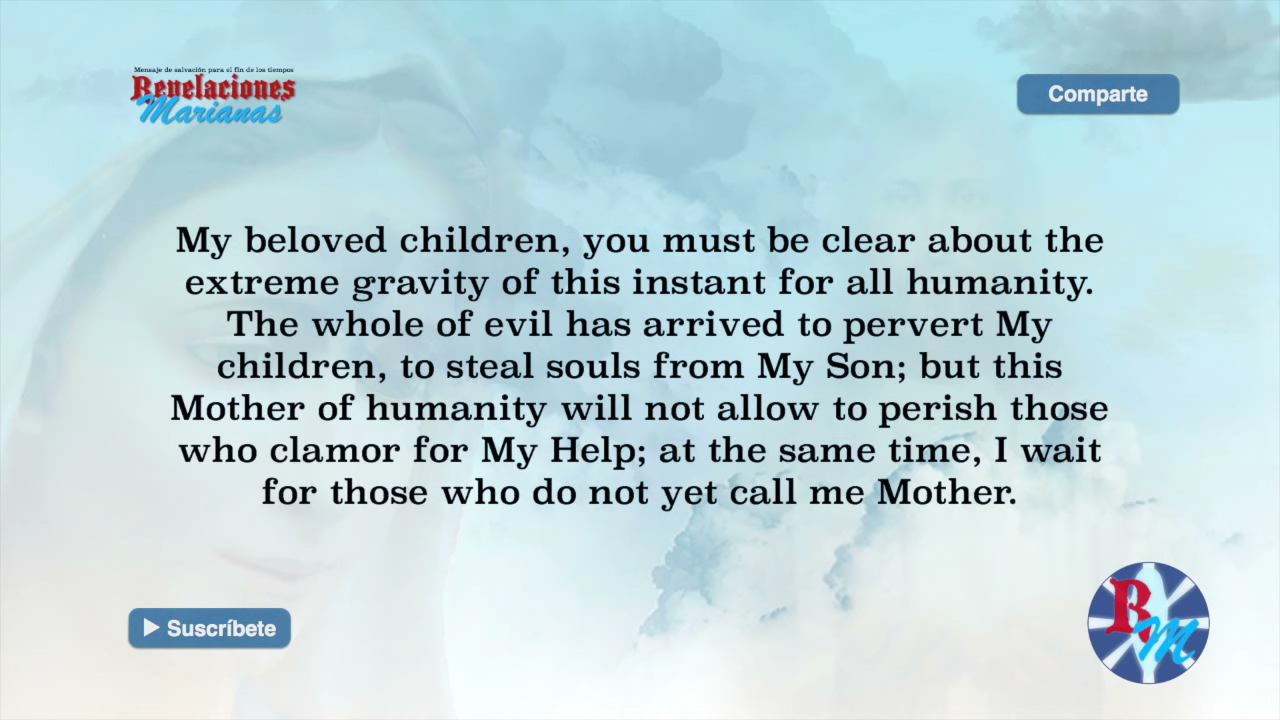 Mensaje de salvación para el fin de los tiempos
Revelaciones
Marianas
Comparte
My beloved children, you must be clear about the
extreme gravity of this instant for all humanity.
The whole of evil has arrived to pervert My
children, to steal souls from My Son; but this
Mother of humanity will not allow to perish those
who clamor for My Help; at the same time, I wait
for those who do not yet call me Mother.
Suscríbete
RM